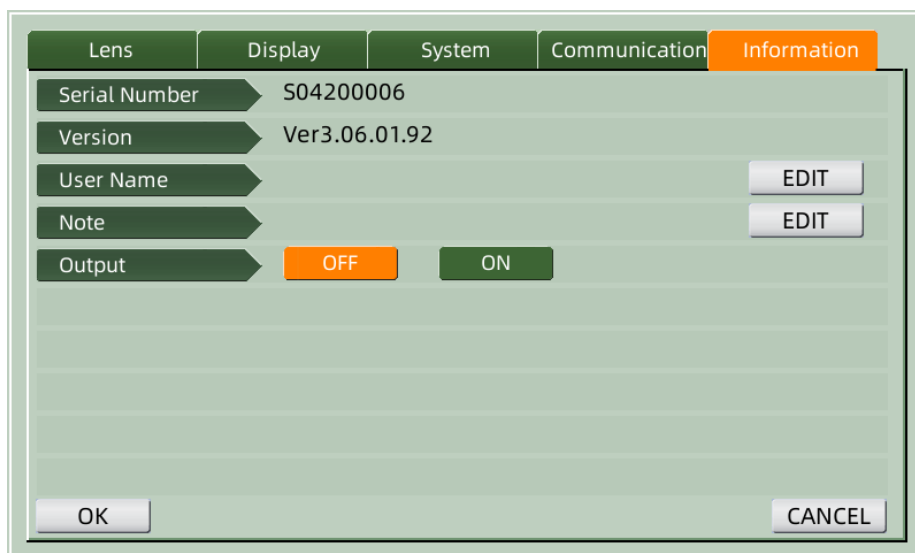 Lens Display System Communication Information
Serial Number S04200006
Version Ver3.06.01.92
User Name EDIT
Note EDIT
Output OFF ON
OK CANCEL